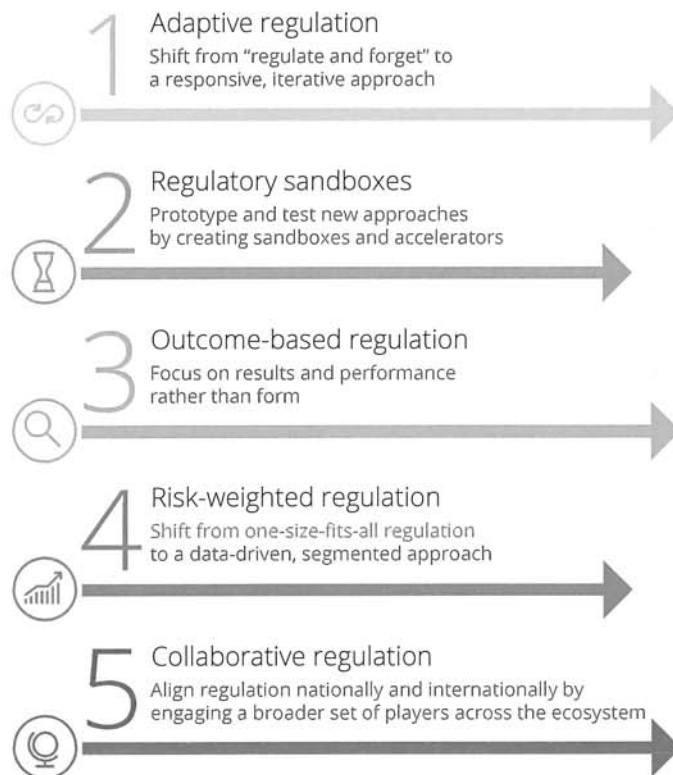 1
Adaptive regulation
Shift from “regulate and forget” to
a responsive, iterative approach
2
Regulatory sandboxes
Prototype and test new approaches
by creating sandboxes and accelerators
3
Outcome-based regulation
Focus on results and performance
rather than form
4
Risk-weighted regulation
Shift from one-size-fits-all regulation
to a data-driven, segmented approach
5
Collaborative regulation
Align regulation nationally and internationally by
engaging a broader set of players across the ecosystem